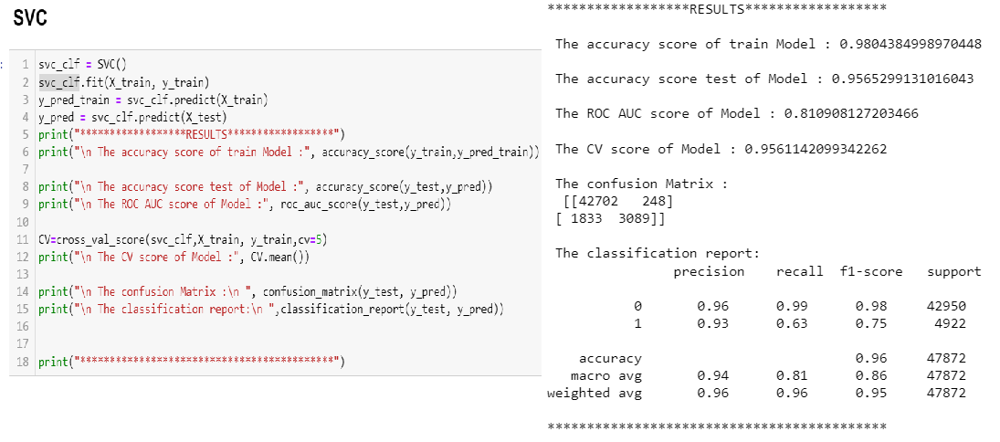 SVC
: 1 svc_clf = SVC()
2 svc_clf.fit(X_train, y_train)
3 y_pred_train = svc_clf.predict(X_train)
4 y_pred = svc_clf.predict(X_test)
5 print("******************RESULTS******************")
6 print("\n The accuracy score of train Model :", accuracy_score(y_train,y_pred_train))
7
8 print("\n The accuracy score test of Model :", accuracy_score(y_test,y_pred))
9 print("\n The ROC AUC score of Model :", roc_auc_score(y_test,y_pred))
10
11 CV=cross_val_score(svc_clf,X_train, y_train,cv=5)
12 print("\n The CV score of Model :", CV.mean())
13
14 print("\n The confusion Matrix :\n ", confusion_matrix(y_test, y_pred))
15 print("\n The classification report:\n ",classification_report(y_test, y_pred))
16
17
18 print("*******************************************")
******************RESULTS******************
The accuracy score of train Model : 0.9804384998970448
The accuracy score test of Model : 0.9565299131016043
The ROC AUC score of Model : 0.810908127203466
The CV score of Model : 0.9561142099342262
The confusion Matrix :
[[42702 248]
[ 1833 3089]]
The classification report:
precision recall f1-score support
0 0.96 0.99 0.98 42950
1 0.93 0.63 0.75 4922
accuracy 0.96 47872
macro avg 0.94 0.81 0.86 47872
weighted avg 0.96 0.96 0.95 47872
*******************************************